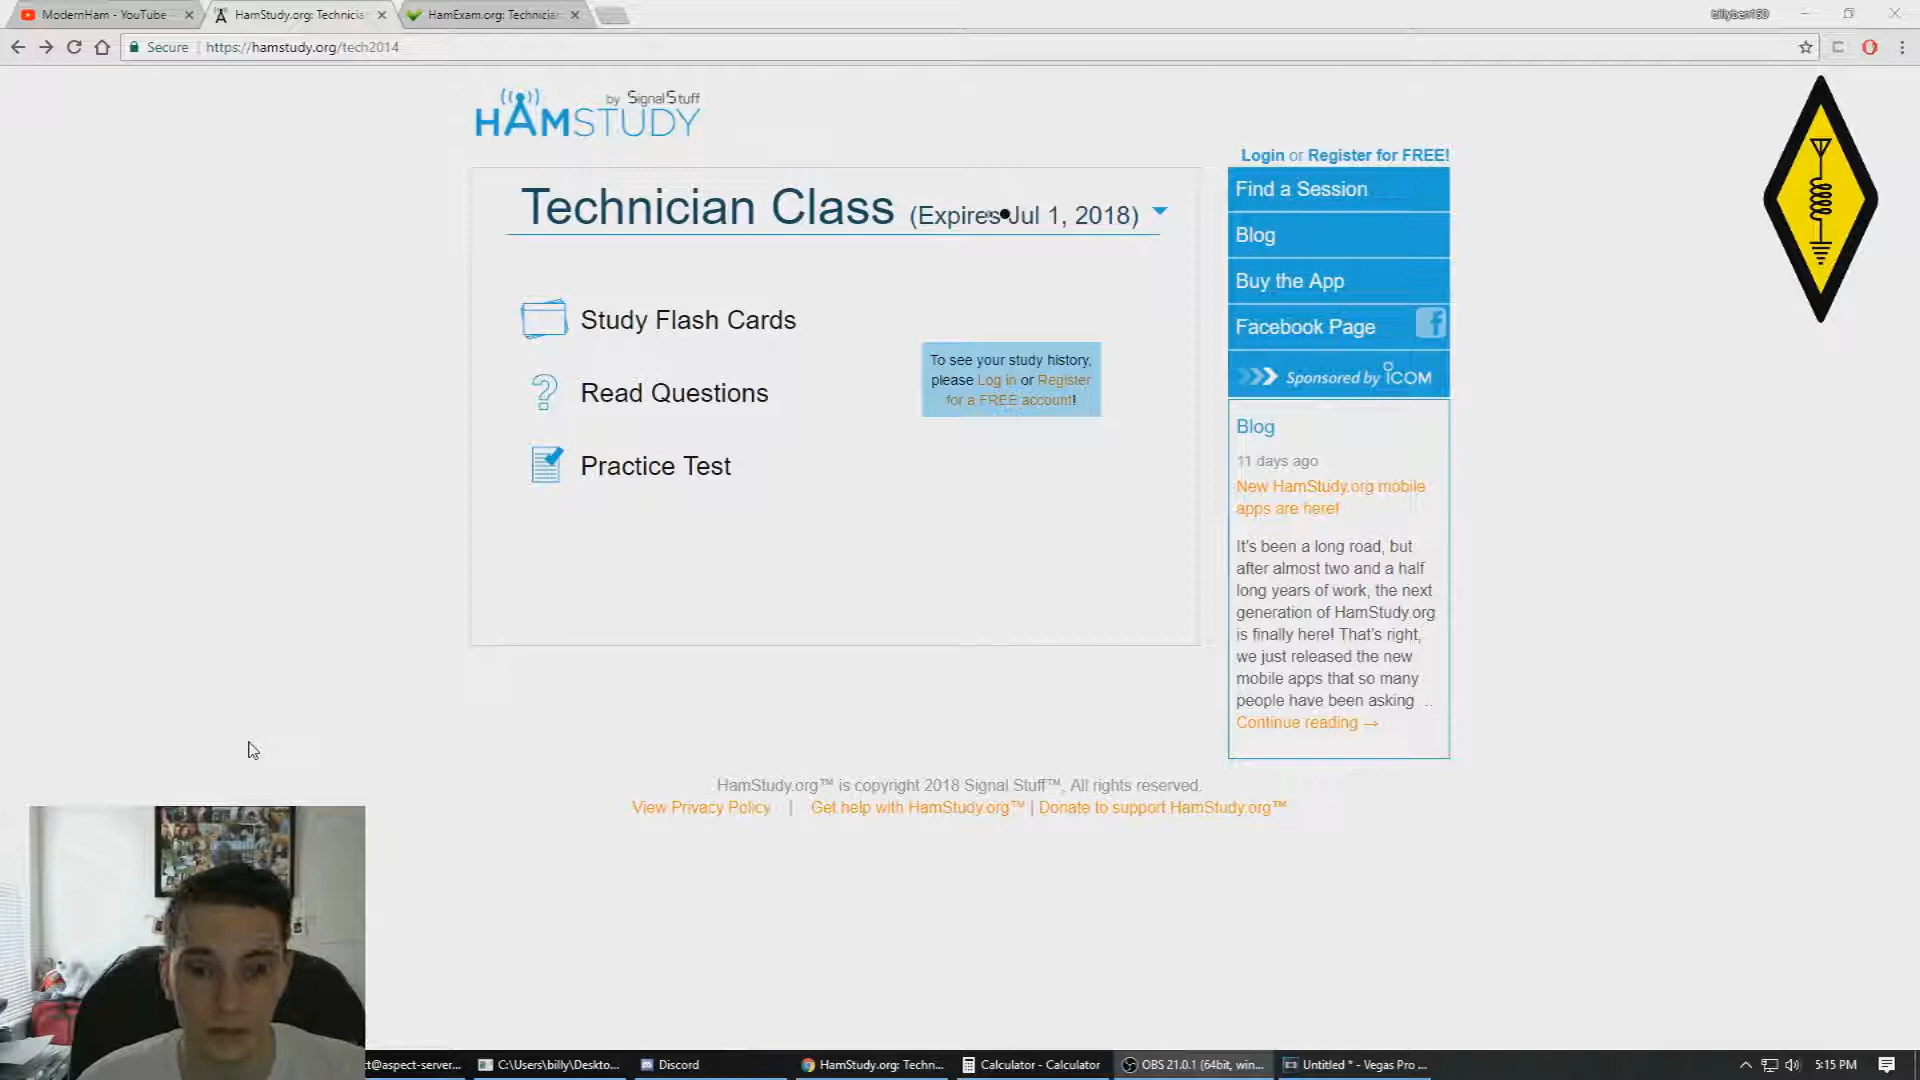 ModernHam - YouTube
HamStudy.org: Technicia
HamExam.org: Technician
billyben150
Secure
https://hamstudy.org/tech2014
by SignalStuff
HAMSTUDY
Login or Register for FREE!
Technician Class (Expires Jul 1, 2018)
Find a Session
Blog
Buy the App
Facebook Page
Sponsored by iCOM
Study Flash Cards
Read Questions
Practice Test
To see your study history,
please Log in or Register
for a FREE account!
Blog
11 days ago
New HamStudy.org mobile
apps are here!
It's been a long road, but
after almost two and a half
long years of work, the next
generation of HamStudy.org
is finally here! That's right,
we just released the new
mobile apps that so many
people have been asking ..
Continue reading →
HamStudy.org™ is copyright 2018 Signal Stuff™, All rights reserved.
View Privacy Policy | Get help with HamStudy.org™ | Donate to support HamStudy.org™
ct@aspect-server...
C:\Users\billy\Deskto...
Discord
HamStudy.org: Techn...
Calculator - Calculator
OBS 21.0.1 (64bit, win...
Untitled * - Vegas Pro ...
5:15 PM